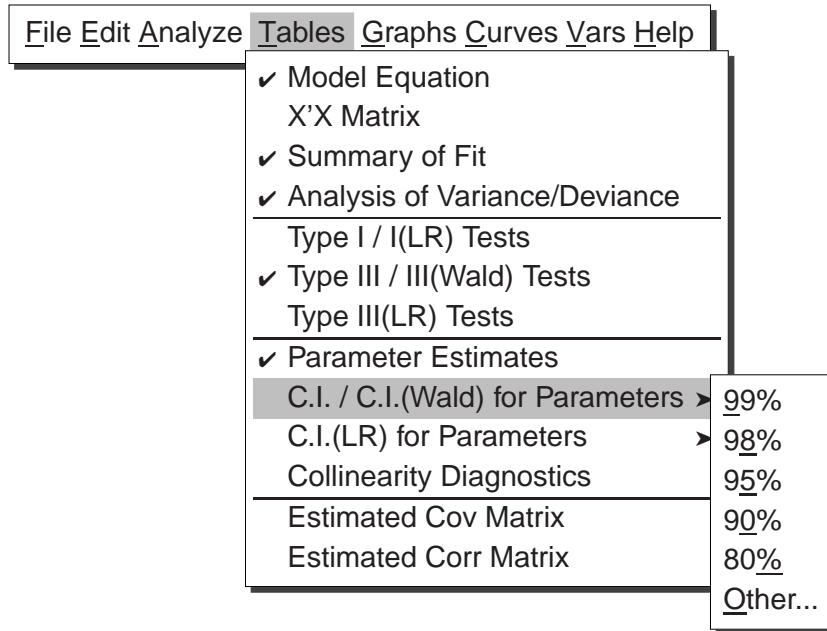 File Edit Analyze Tables Graphs Curves Vars Help
✔ Model Equation
X'X Matrix
✔ Summary of Fit
✔ Analysis of Variance/Deviance
Type I / I(LR) Tests
✔ Type III / III(Wald) Tests
Type III(LR) Tests
✔ Parameter Estimates
C.I. / C.I.(Wald) for Parameters ➤
C.I.(LR) for Parameters ➤
Collinearity Diagnostics
Estimated Cov Matrix
Estimated Corr Matrix
99%
98%
95%
90%
80%
Other...